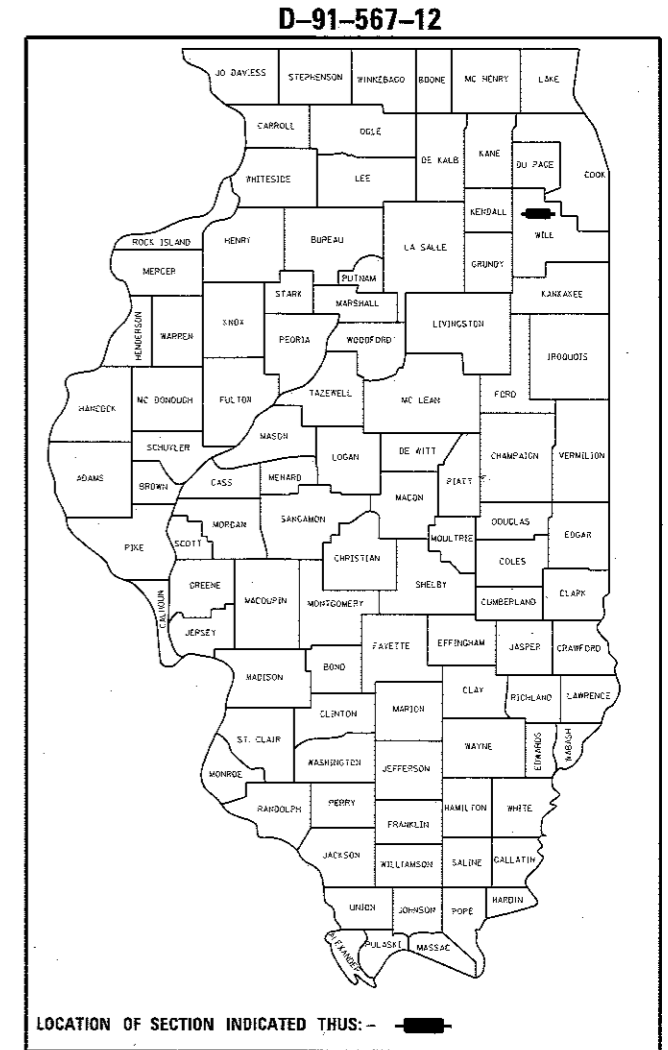 D-91-567-12
JO DAVIESS STEPHENSON WINNEBAGO BOONE MC HENRY LAKE
CARROLL OGLE
DE KALB KANE DU PAGE COOK
WHITESIDE LEE
KENDALL WILL
ROCK ISLAND HENRY BUREAU LA SALLE GRUNDY
MERCER PUTNAM
STARK MARSHALL KANKAKEE
HENDERSON WARREN KNOX PEORIA WOODFORD LIVINGSTON IROQUOIS
HANCOCK MC DONOUGH FULTON TAZEWELL MC LEAN FORD
MASON
SCHUYLER LOGAN DE WITT CHAMPAIGN VERMILION
ADAMS BROWN CASS MENARD PIATT
MACON
MORGAN SANGAMON DOUGLAS
PIKE SCOTT CHRISTIAN MOULTRIE EDGAR
COLES
CALHOUN GREENE MACOUPIN MONTGOMERY SHELBY CUMBERLAND CLARK
JERSEY
FAYETTE EFFINGHAM JASPER CRAWFORD
MADISON BOND
CLAY RICHLAND LAWRENCE
CLINTON MARION
ST. CLAIR WAYNE EDWARDS WABASH
WASHINGTON JEFFERSON
MONROE
RANDOLPH PERRY HAMILTON WHITE
FRANKLIN
JACKSON WILLIAMSON SALINE GALLATIN
UNION JOHNSON POPE HARDIN
ALEXANDER PULASKI MASSAC
LOCATION OF SECTION INDICATED THUS: -